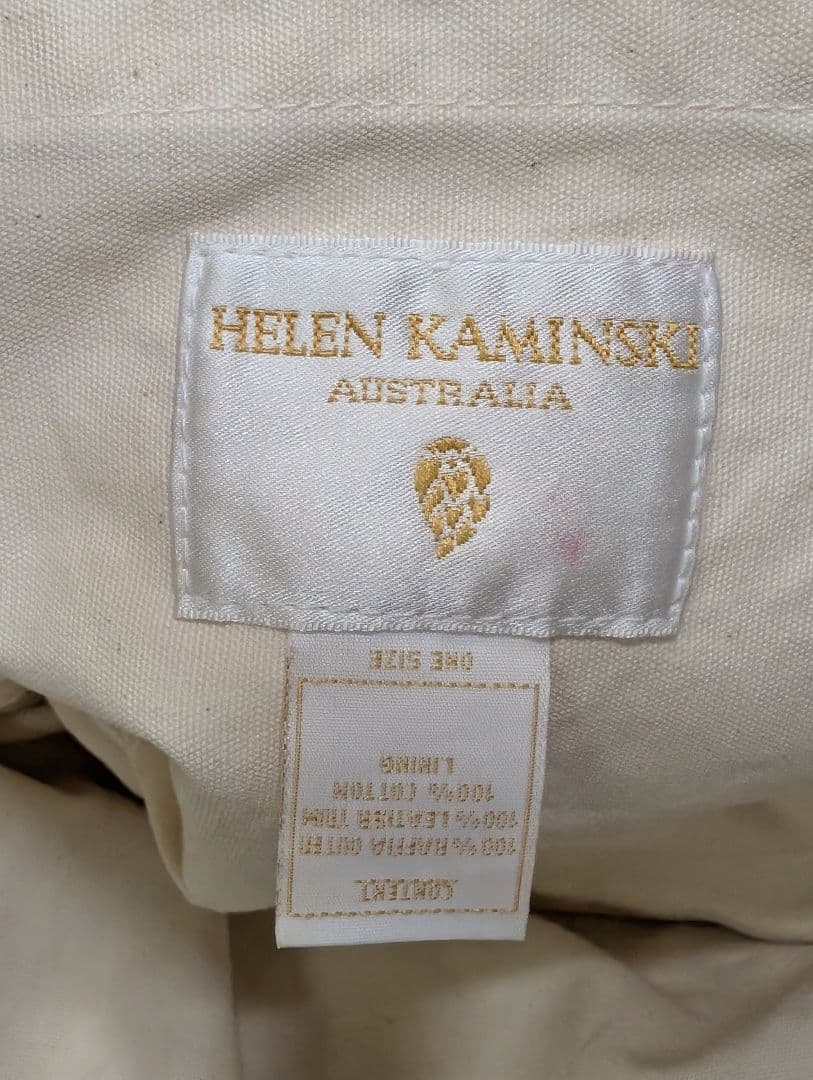 HELEN KAMINSKI
AUSTRALIA
ONE SIZE
CONTENT
100% RAFFIA OUTER
100% LEATHER TRIM
100% COTTON
LINING